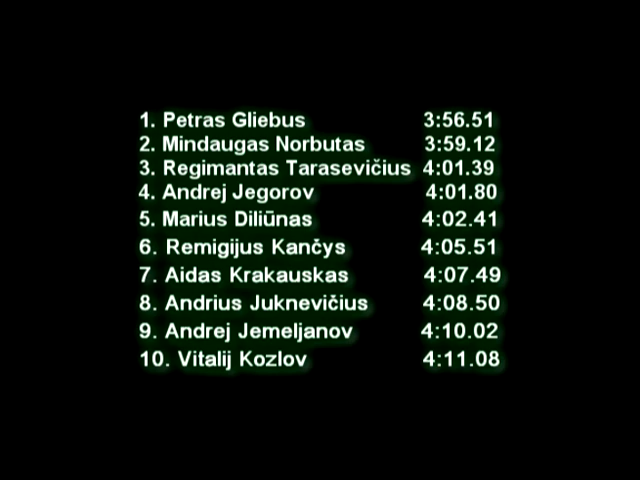 1. Petras Gliebus 3:56.51
2. Mindaugas Norbutas 3:59.12
3. Regimantas Tarasevičius 4:01.39
4. Andrej Jegorov 4:01.80
5. Marius Diliūnas 4:02.41
6. Remigijus Kančys 4:05.51
7. Aidas Krakauskas 4:07.49
8. Andrius Juknevičius 4:08.50
9. Andrej Jemeljanov 4:10.02
10. Vitalij Kozlov 4:11.08